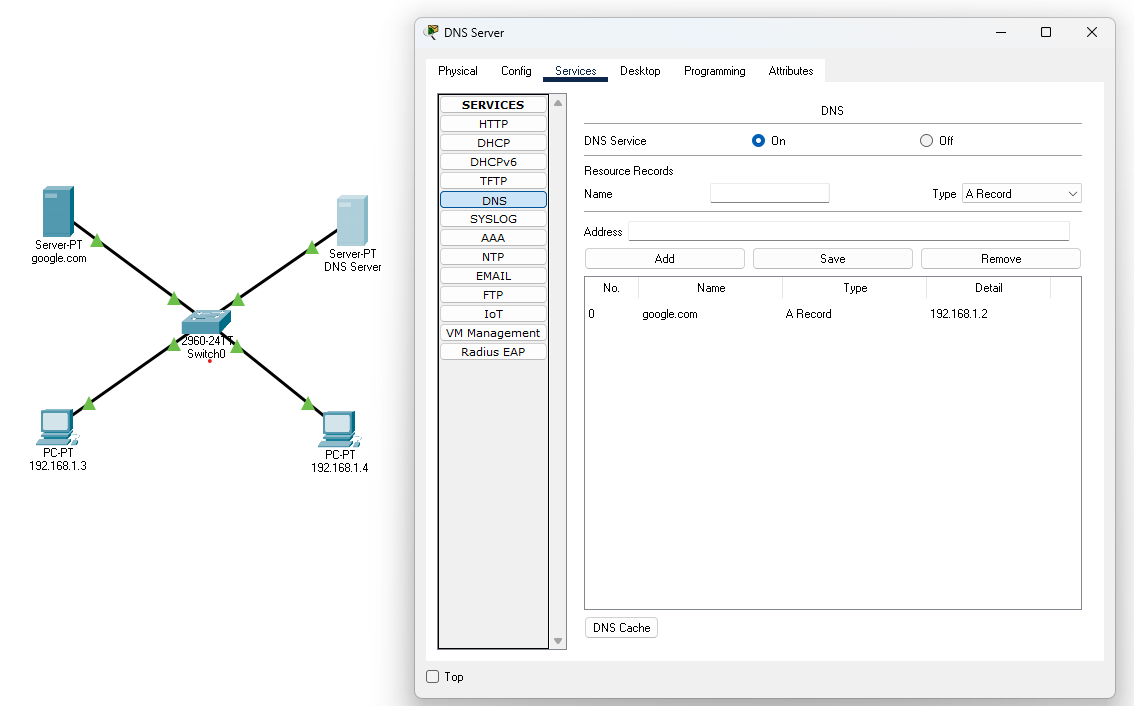 DNS Server
Physical Config Services Desktop Programming Attributes
SERVICES
HTTP
DHCP
DHCPv6
TFTP
DNS
SYSLOG
AAA
NTP
EMAIL
FTP
IoT
VM Management
Radius EAP
DNS
DNS Service On Off
Resource Records
Name Type A Record
Address
Add Save Remove
No. Name Type Detail
0 google.com A Record 192.168.1.2
DNS Cache
Top
Server-PT
google.com
Server-PT
DNS Server
2960-24TT
Switch0
PC-PT
192.168.1.3
PC-PT
192.168.1.4